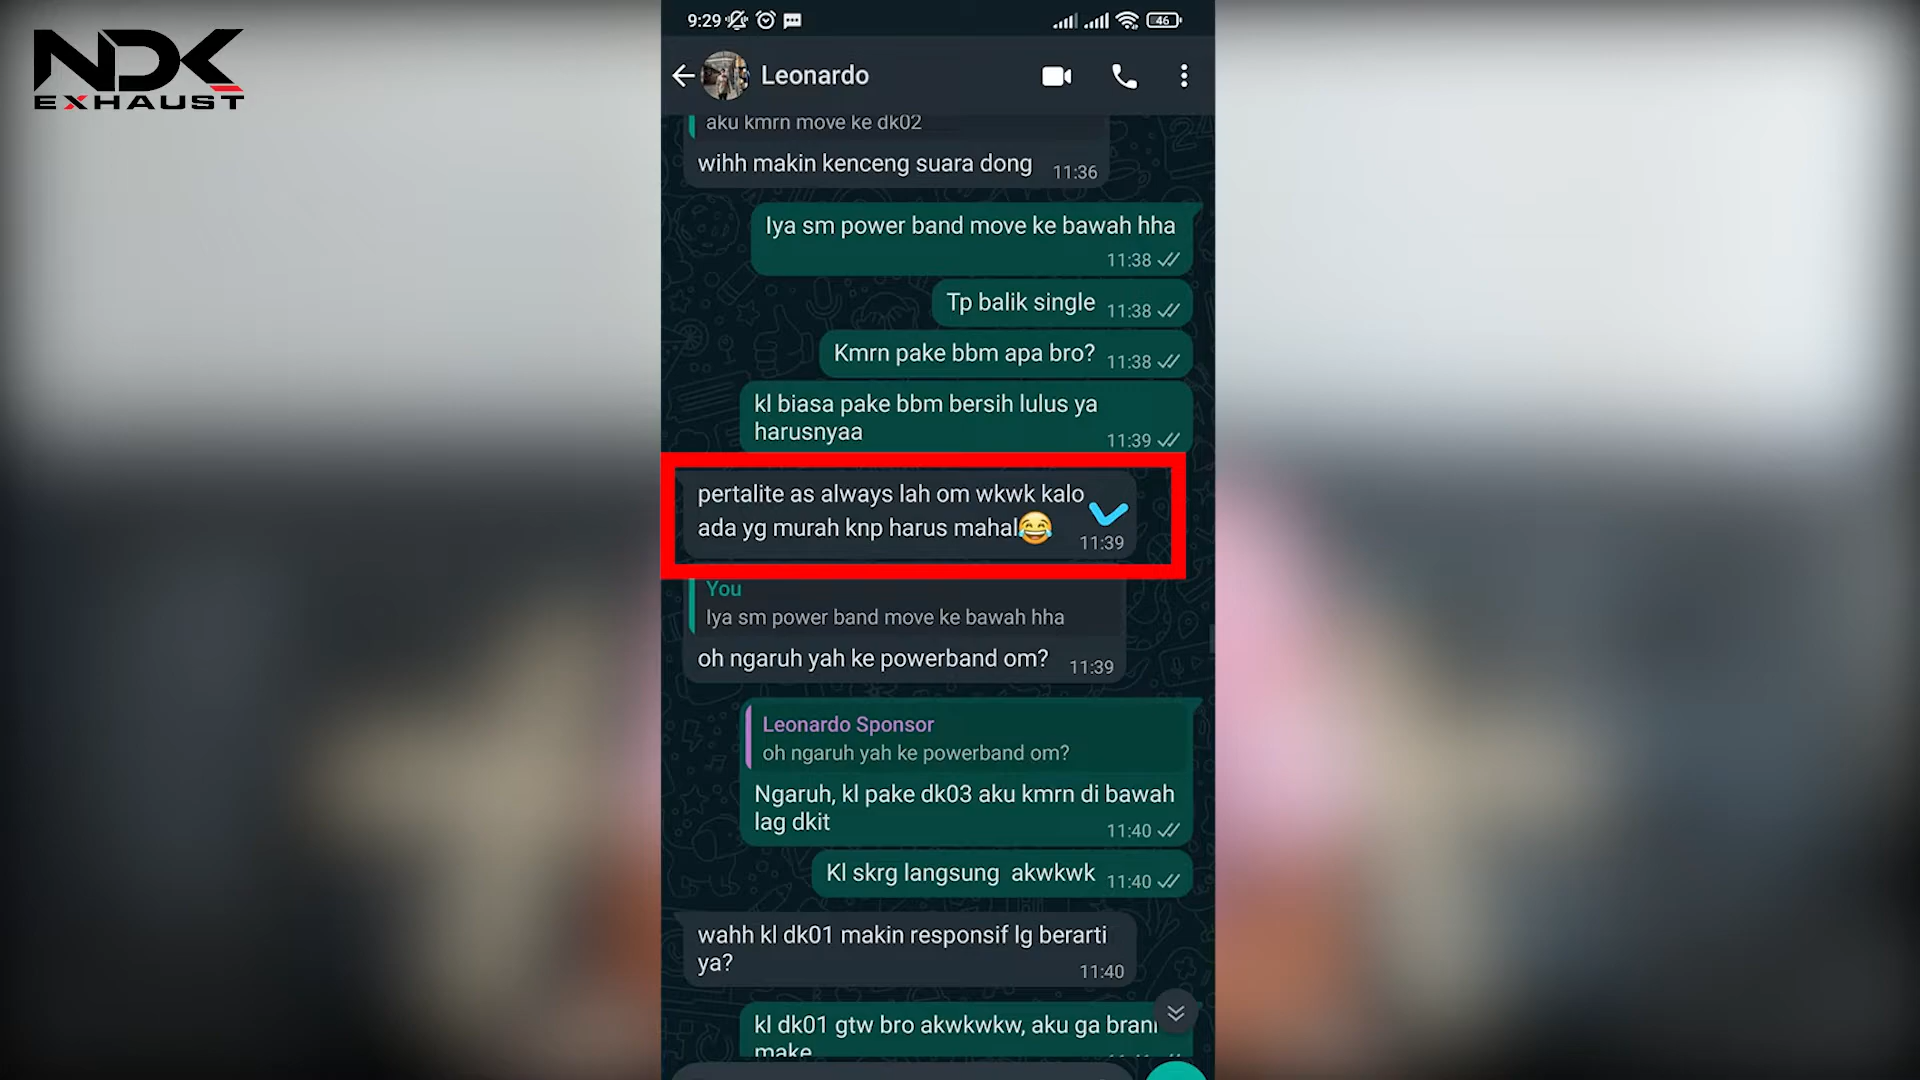 NDK
EXHAUST
9:29
46
Leonardo
aku kmrn move ke dk02
wihh makin kenceng suara dong
11:36
Iya sm power band move ke bawah hha
11:38
Tp balik single
11:38
Kmrn pake bbm apa bro?
11:38
kl biasa pake bbm bersih lulus ya
harusnyaa
11:39
pertalite as always lah om wkwk kalo
ada yg murah knp harus mahal😂
11:39
You
Iya sm power band move ke bawah hha
oh ngaruh yah ke powerband om?
11:39
Leonardo Sponsor
oh ngaruh yah ke powerband om?
Ngaruh, kl pake dk03 aku kmrn di bawah
lag dkit
11:40
Kl skrg langsung akwkwk
11:40
wahh kl dk01 makin responsif lg berarti
ya?
11:40
kl dk01 gtw bro akwkwkw, aku ga brani
make